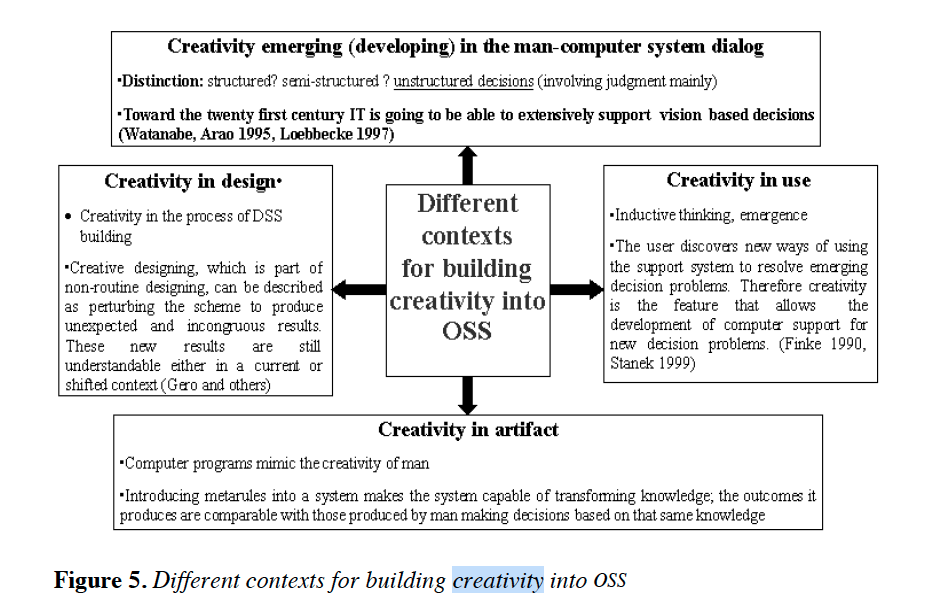 Creativity emerging (developing) in the man-computer system dialog
•Distinction: structured? semi-structured ? unstructured decisions (involving judgment mainly)
•Toward the twenty first century IT is going to be able to extensively support vision based decisions
(Watanabe, Arao 1995, Loebbecke 1997)
Creativity in design•
• Creativity in the process of DSS
building
•Creative designing, which is part of
non-routine designing, can be described
as perturbing the scheme to produce
unexpected and incongruous results.
These new results are still
understandable either in a current or
shifted context (Gero and others)
Different
contexts
for building
creativity into
OSS
Creativity in use
•Inductive thinking, emergence
•The user discovers new ways of using
the support system to resolve emerging
decision problems. Therefore creativity
is the feature that allows the
development of computer support for
new decision problems. (Finke 1990,
Stanek 1999)
Creativity in artifact
•Computer programs mimic the creativity of man
•Introducing metarules into a system makes the system capable of transforming knowledge; the outcomes it
produces are comparable with those produced by man making decisions based on that same knowledge
Figure 5. Different contexts for building creativity into OSS